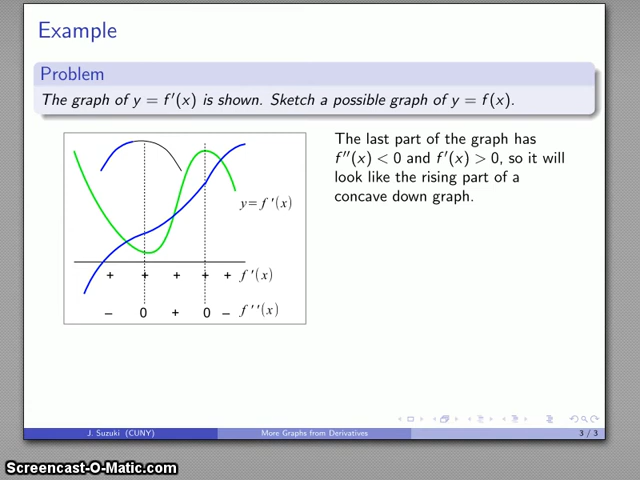 Example
Problem
The graph of y = f′(x) is shown. Sketch a possible graph of y = f(x).
The last part of the graph has
f″(x) < 0 and f′(x) > 0, so it will
look like the rising part of a
concave down graph.
y= f '(x)
+ + + + + f '(x)
– 0 + 0 – f ' '(x)
J. Suzuki (CUNY) More Graphs from Derivatives 3 / 3
Screencast-O-Matic.com